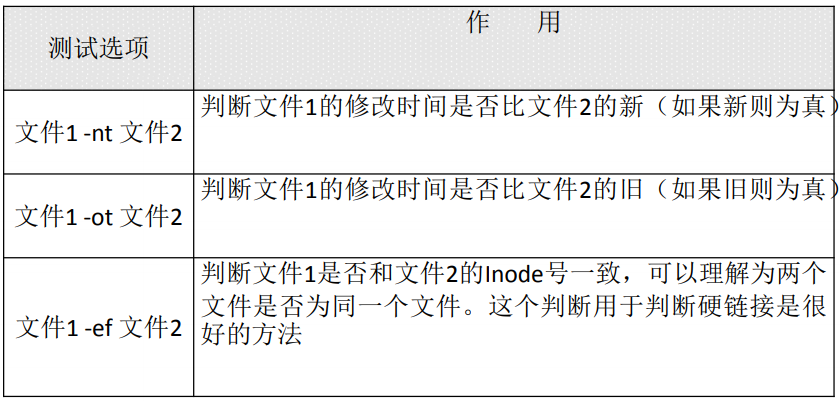 测试选项
作 用
文件1 -nt 文件2
判断文件1的修改时间是否比文件2的新（如果新则为真）
文件1 -ot 文件2
判断文件1的修改时间是否比文件2的旧（如果旧则为真）
文件1 -ef 文件2
判断文件1是否和文件2的Inode号一致，可以理解为两个
文件是否为同一个文件。这个判断用于判断硬链接是很
好的方法